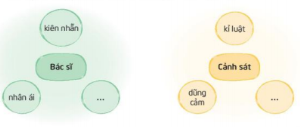 kiên nhẫn
Bác sĩ
nhân ái
...
kỉ luật
Cảnh sát
dũng
cảm
...